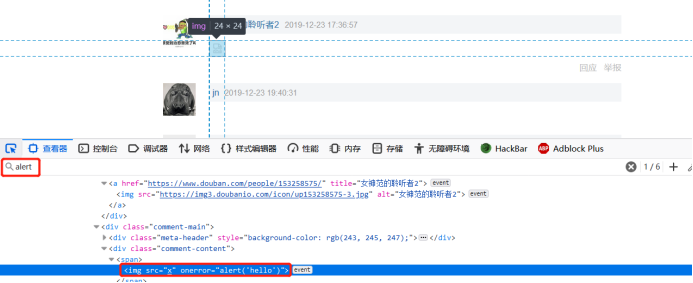 img | 24 × 24
聆听者2 2019-12-23 17:36:57
回应 举报
jn 2019-12-23 19:40:31
查看器 控制台 调试器 网络 {} 样式编辑器 性能 内存 存储 无障碍环境 HackBar ABP Adblock Plus
alert
1 / 6
<a href="https://www.douban.com/people/153258575/" title="女裤范的聆听者2"> event
<img src="https://img3.doubanio.com/icon/up153258575-3.jpg" alt="女裤范的聆听者2"> event
</a>
</div>
<div class="comment-main">
<div class="meta-header" style="background-color: rgb(243, 245, 247);">⋯</div> event
<div class="comment-content">
<span>
<img src="x" onerror="alert('hello')"> event
</span>